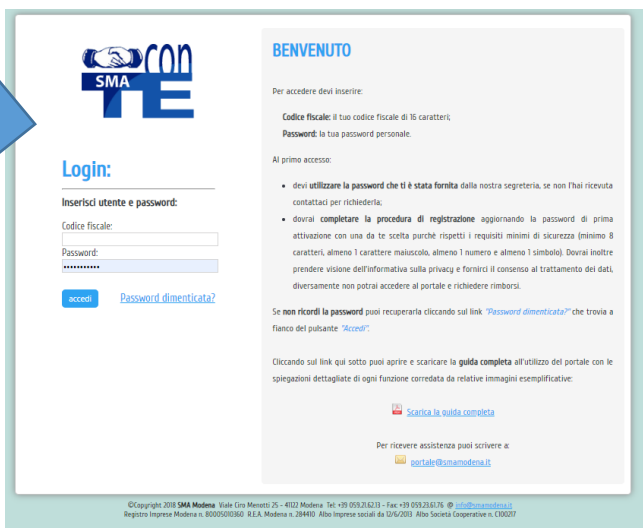 con
SMA
TE
Login:
Inserisci utente e password:
Codice fiscale:
Password:
•••••••••••
accedi Password dimenticata?
BENVENUTO
Per accedere devi inserire:
Codice fiscale: il tuo codice fiscale di 16 caratteri;
Password: la tua password personale.
Al primo accesso:
• devi utilizzare la password che ti è stata fornita dalla nostra segreteria, se non l'hai ricevuta
contattaci per richiederla;
• dovrai completare la procedura di registrazione aggiornando la password di prima
attivazione con una da te scelta purchè rispetti i requisiti minimi di sicurezza (minimo 8
caratteri, almeno 1 carattere maiuscolo, almeno 1 numero e almeno 1 simbolo). Dovrai inoltre
prendere visione dell'informativa sulla privacy e fornirci il consenso al trattamento dei dati,
diversamente non potrai accedere al portale e richiedere rimborsi.
Se non ricordi la password puoi recuperarla cliccando sul link "Password dimenticata?" che trovia a
fianco del pulsante "Accedi".
Cliccando sul link qui sotto puoi aprire e scaricare la guida completa all'utilizzo del portale con le
spiegazioni dettagliate di ogni funzione corredata da relative immagini esemplificative:
Scarica la guida completa
Per ricevere assistenza puoi scrivere a:
portale@smamodena.it
©Copyright 2018 SMA Modena Viale Ciro Menotti 25 - 41122 Modena Tel: +39 059.21.62.13 - Fax: +39 059.23.61.76 @ info@smamodena.it
Registro Imprese Modena n. 80005010360 R.E.A. Modena n. 284410 Albo Imprese sociali da 12/6/2013 Albo Società Cooperative n. C100217